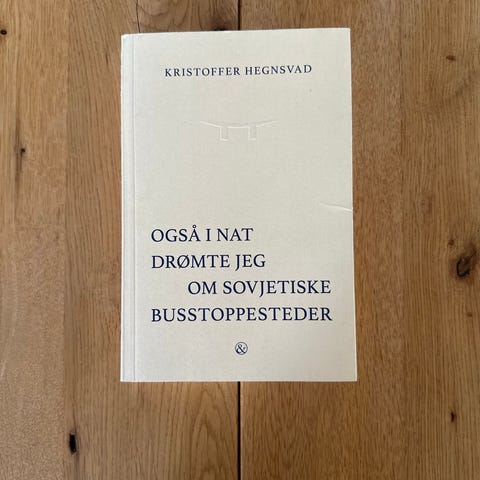 KRISTOFFER HEGNSVAD
OGSÅ I NAT
DRØMTE JEG
OM SOVJETISKE
BUSSTOPPESTEDER
&